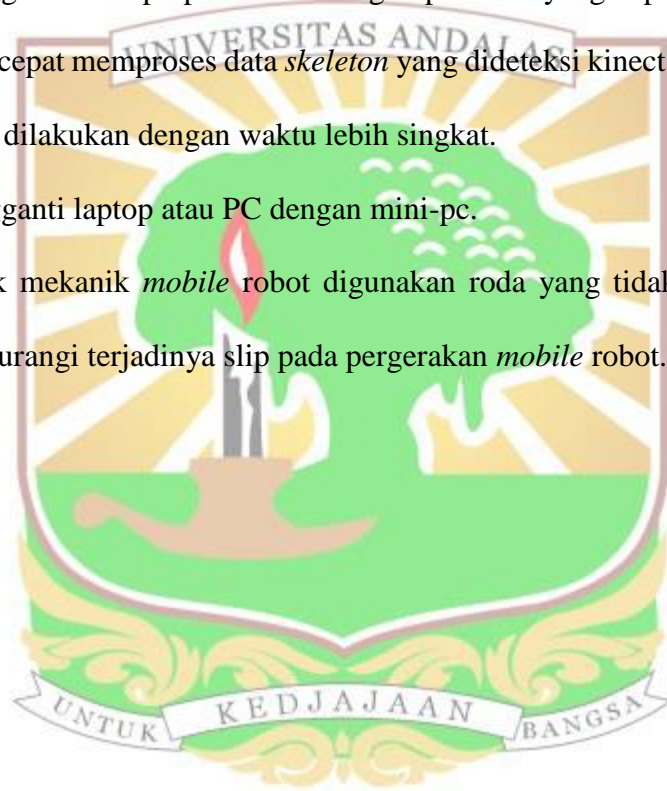 UNIVERSITAS ANDALAS
cepat memproses data skeleton yang dideteksi kinect
dilakukan dengan waktu lebih singkat.
ganti laptop atau PC dengan mini-pc.
k mekanik mobile robot digunakan roda yang tidak
urangi terjadinya slip pada pergerakan mobile robot.
UNTUK KEDJAJAAN BANGSA